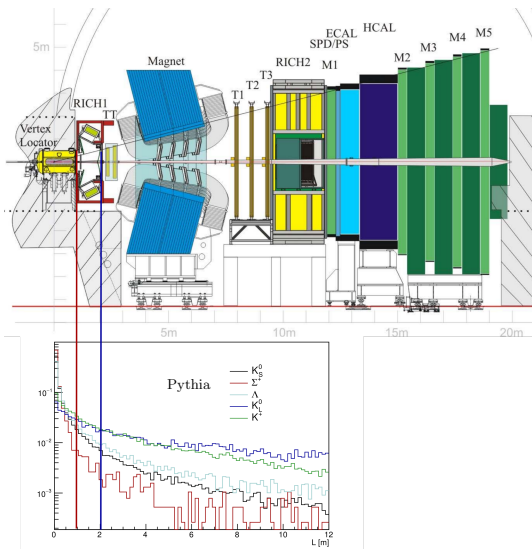 5m
Magnet
RICH1
TT
Vertex
Locator
T1
T2
T3
RICH2
SPD/PS
M1
ECAL
HCAL
M2
M3
M4
M5
5m
10m
15m
20m
Pythia
K⁰_S
Σ⁺
Λ
K⁰_L
K⁺
10⁻¹
10⁻²
10⁻³
0 2 4 6 8 10 12
L [m]